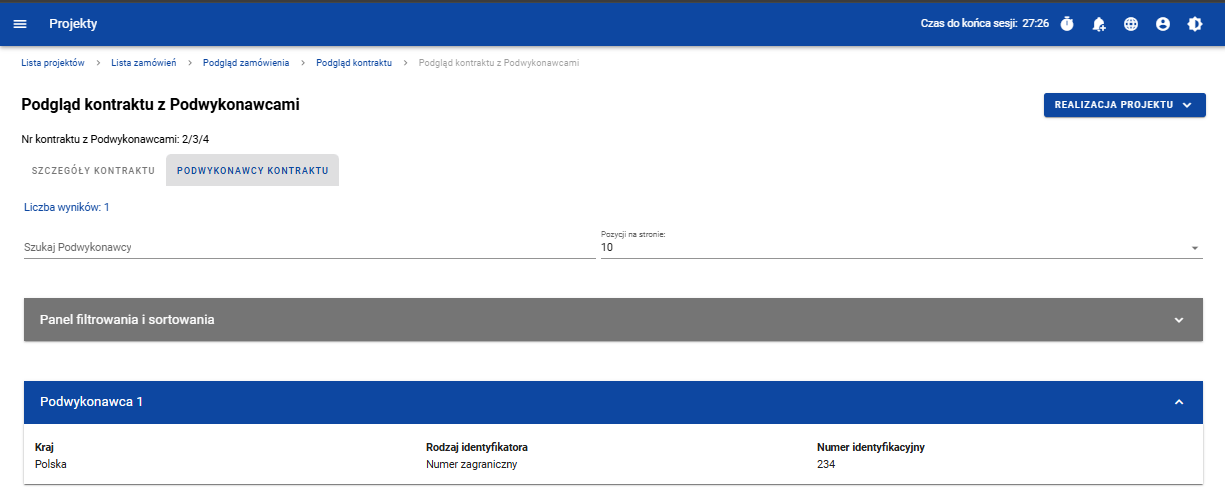 Projekty
Czas do końca sesji: 27:26
Lista projektów > Lista zamówień > Podgląd zamówienia > Podgląd kontraktu > Podgląd kontraktu z Podwykonawcami
Podgląd kontraktu z Podwykonawcami
REALIZACJA PROJEKTU
Nr kontraktu z Podwykonawcami: 2/3/4
SZCZEGÓŁY KONTRAKTU PODWYKONAWCY KONTRAKTU
Liczba wyników: 1
Szukaj Podwykonawcy
Pozycji na stronie:
10
Panel filtrowania i sortowania
Podwykonawca 1
Kraj Rodzaj identyfikatora Numer identyfikacyjny
Polska Numer zagraniczny 234